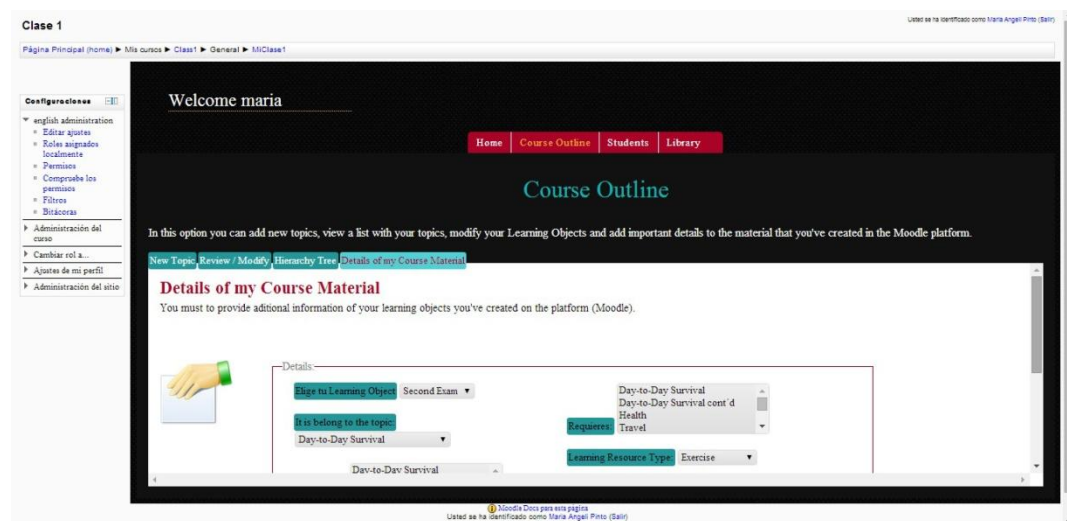 Clase 1
Usted se ha identificado como Maria Angeli Pinto (Salir)
Página Principal (home) ► Mis cursos ► Class1 ► General ► MiClase1
Configuraciones
english administration
Editar ajustes
Roles asignados
localmente
Permisos
Compruebe los
permisos
Filtros
Bitácoras
Administración del
curso
Cambiar rol a...
Ajustes de mi perfil
Administración del sitio
Welcome maria
Home Course Outline Students Library
Course Outline
In this option you can add new topics, view a list with your topics, modify your Learning Objects and add important details to the material that you've created in the Moodle platform.
New Topic Review / Modify Hierarchy Tree Details of my Course Material
Details of my Course Material
You must to provide aditional information of your learning objects you've created on the platform (Moodle).
Details:
Elige tu Learning Object Second Exam
It is belong to the topic:
Day-to-Day Survival
Day-to-Day Survival
Day-to-Day Survival
Day-to-Day Survival cont´d
Health
Requieres: Travel
Learning Resource Type: Exercise
Moodle Docs para esta página
Usted se ha identificado como Maria Angeli Pinto (Salir)